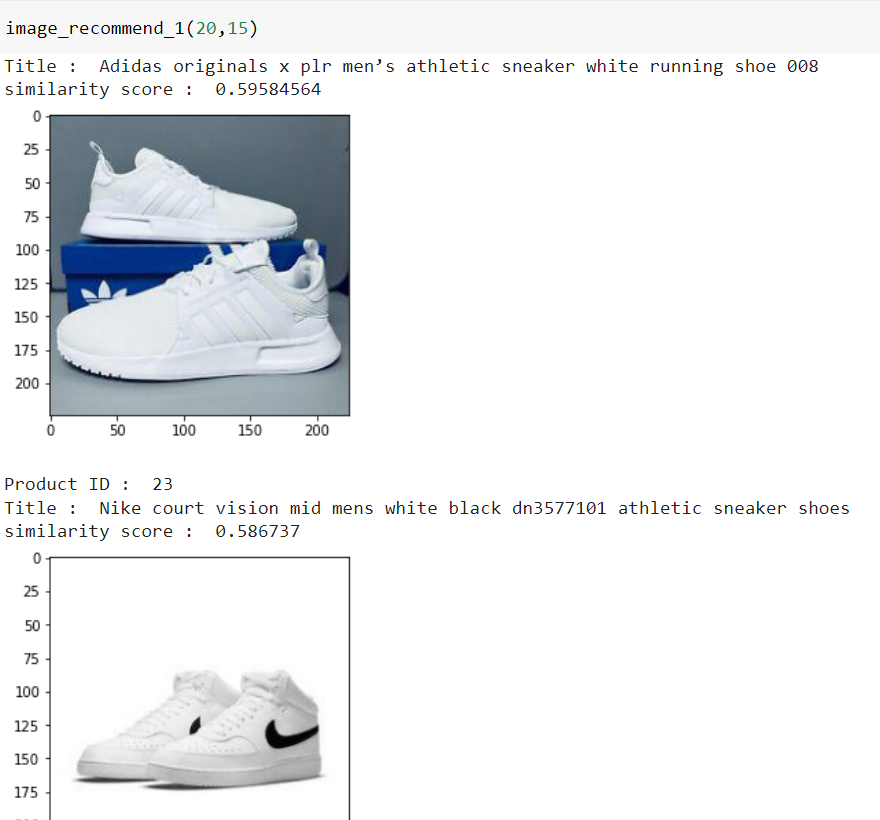 image_recommend_1(20,15)
Title :  Adidas originals x plr men’s athletic sneaker white running shoe 008
similarity score :  0.59584564
0
25
50
75
100
125
150
175
200
0 50 100 150 200
Product ID :  23
Title :  Nike court vision mid mens white black dn3577101 athletic sneaker shoes
similarity score :  0.586737
0
25
50
75
100
125
150
175